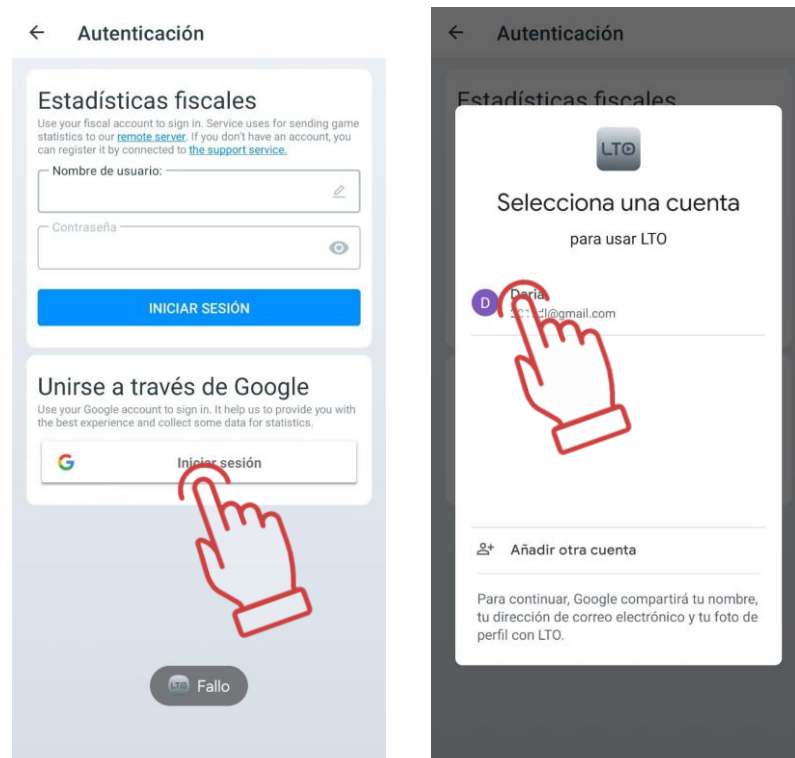 Autenticación
Estadísticas fiscales
Use your fiscal account to sign in. Service uses for sending game
statistics to our remote server. If you don't have an account, you
can register it by connected to the support service.
Nombre de usuario:
Contraseña
INICIAR SESIÓN
Unirse a través de Google
Use your Google account to sign in. It help us to provide you with
the best experience and collect some data for statistics.
G
Iniciar sesión
LTO
Fallo
Autenticación
Estadísticas fiscales
LTO
Selecciona una cuenta
para usar LTO
D
Daria
@gmail.com
Añadir otra cuenta
Para continuar, Google compartirá tu nombre,
tu dirección de correo electrónico y tu foto de
perfil con LTO.